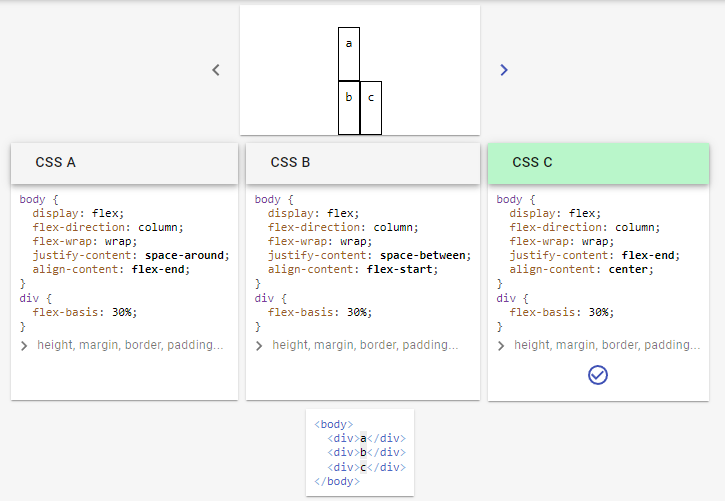 a
b c
CSS A
body {
display: flex;
flex-direction: column;
flex-wrap: wrap;
justify-content: space-around;
align-content: flex-end;
}
div {
flex-basis: 30%;
}
height, margin, border, padding...
CSS B
body {
display: flex;
flex-direction: column;
flex-wrap: wrap;
justify-content: space-between;
align-content: flex-start;
}
div {
flex-basis: 30%;
}
height, margin, border, padding...
CSS C
body {
display: flex;
flex-direction: column;
flex-wrap: wrap;
justify-content: flex-end;
align-content: center;
}
div {
flex-basis: 30%;
}
height, margin, border, padding...
<body>
<div>a</div>
<div>b</div>
<div>c</div>
</body>